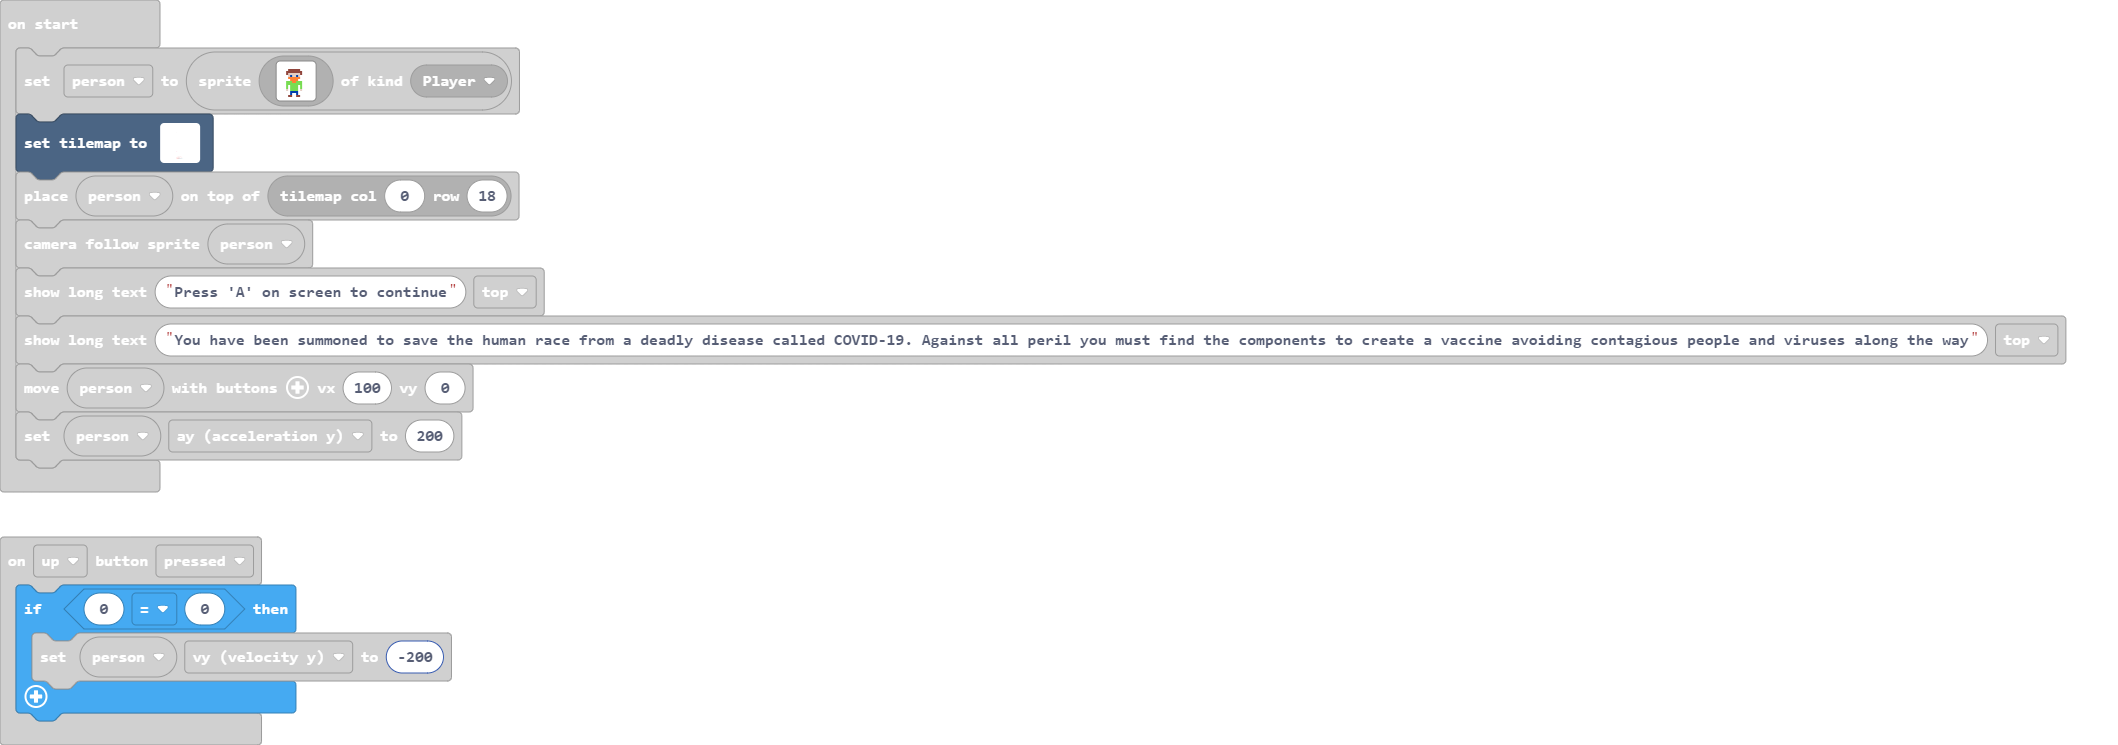 on start
set person to sprite of kind Player
set tilemap to
place person on top of tilemap col 0 row 18
camera follow sprite person
show long text "Press 'A' on screen to continue" top
show long text "You have been summoned to save the human race from a deadly disease called COVID-19. Against all peril you must find the components to create a vaccine avoiding contagious people and viruses along the way" top
move person with buttons vx 100 vy 0
set person ay (acceleration y) to 200
on up button pressed
if 0 = 0 then
set person vy (velocity y) to -200